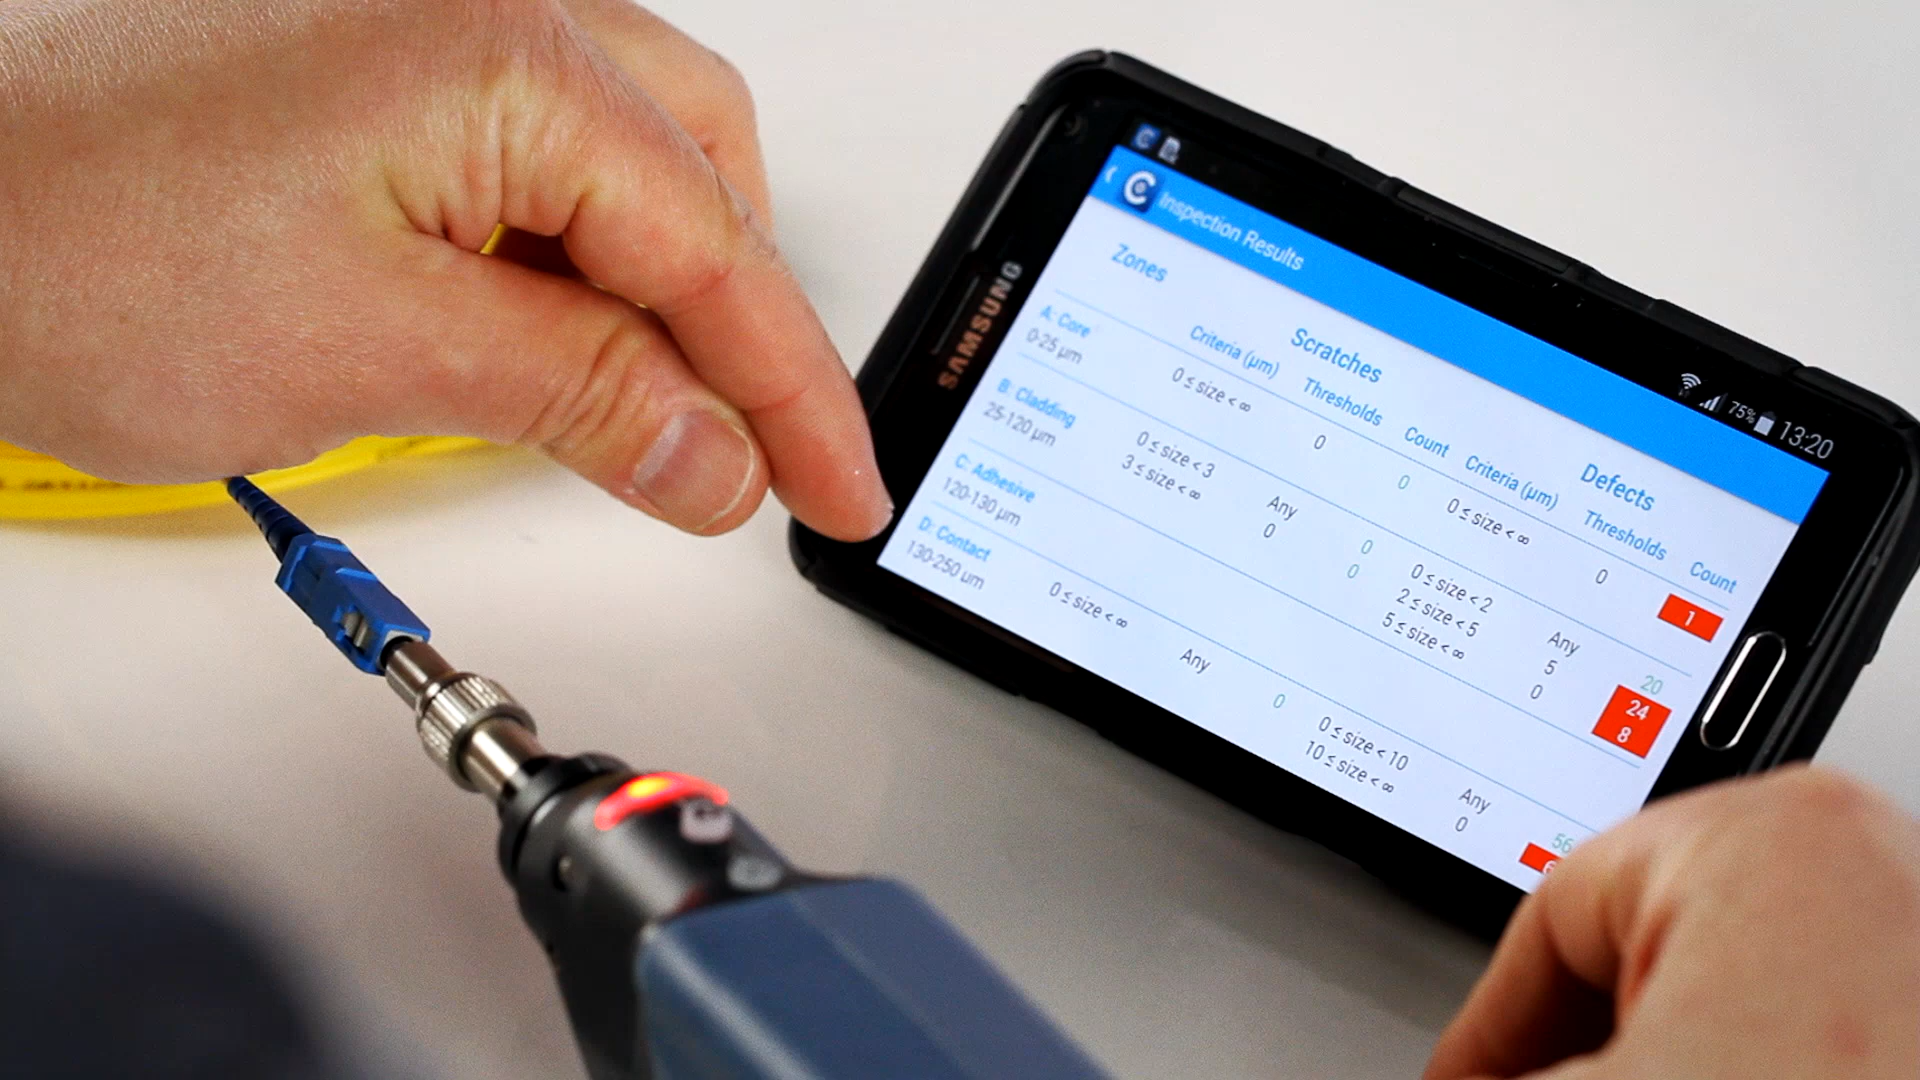 SAMSUNG
75% 13:20
Inspection Results
Zones
Scratches
Defects
Criteria (µm) Thresholds Count Criteria (µm) Thresholds Count
A: Core
0-25 µm
0 ≤ size < ∞ 0 0 0 ≤ size < ∞ 0 1
B: Cladding
25-120 µm
0 ≤ size < 3 Any 0 0 ≤ size < 2 Any 20
3 ≤ size < ∞ 0 0 2 ≤ size < 5 5 24
5 ≤ size < ∞ 0 8
C: Adhesive
120-130 µm
D: Contact
130-250 µm
0 ≤ size < ∞ Any 0 0 ≤ size < 10 Any 56
10 ≤ size < ∞ 0